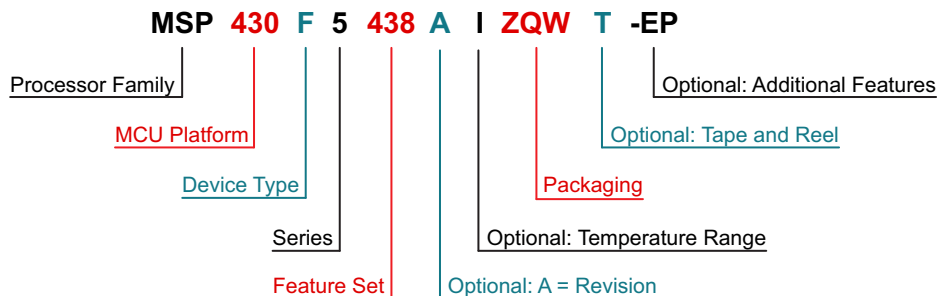 MSP 430 F 5 438 A I ZQW T -EP
Processor Family
Optional: Additional Features
MCU Platform
Optional: Tape and Reel
Device Type
Packaging
Series
Optional: Temperature Range
Feature Set
Optional: A = Revision